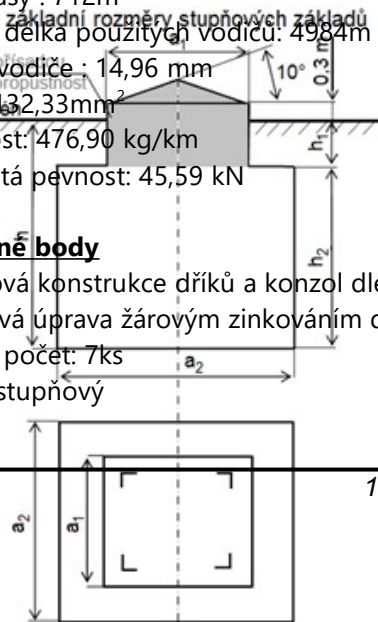 základní rozměry stupňových základů
délka použitých vodičů: 4984m
a₁
vodiče : 14,96 mm
10°
0,3 m
propustnost
132,33mm²
h₁
ost: 476,90 kg/km
tá pevnost: 45,59 kN
h
h₂
né body
ová konstrukce dříků a konzol dle
vá úprava žárovým zinkováním d
počet: 7ks
a₂
stupňový
1
a₂
a₁